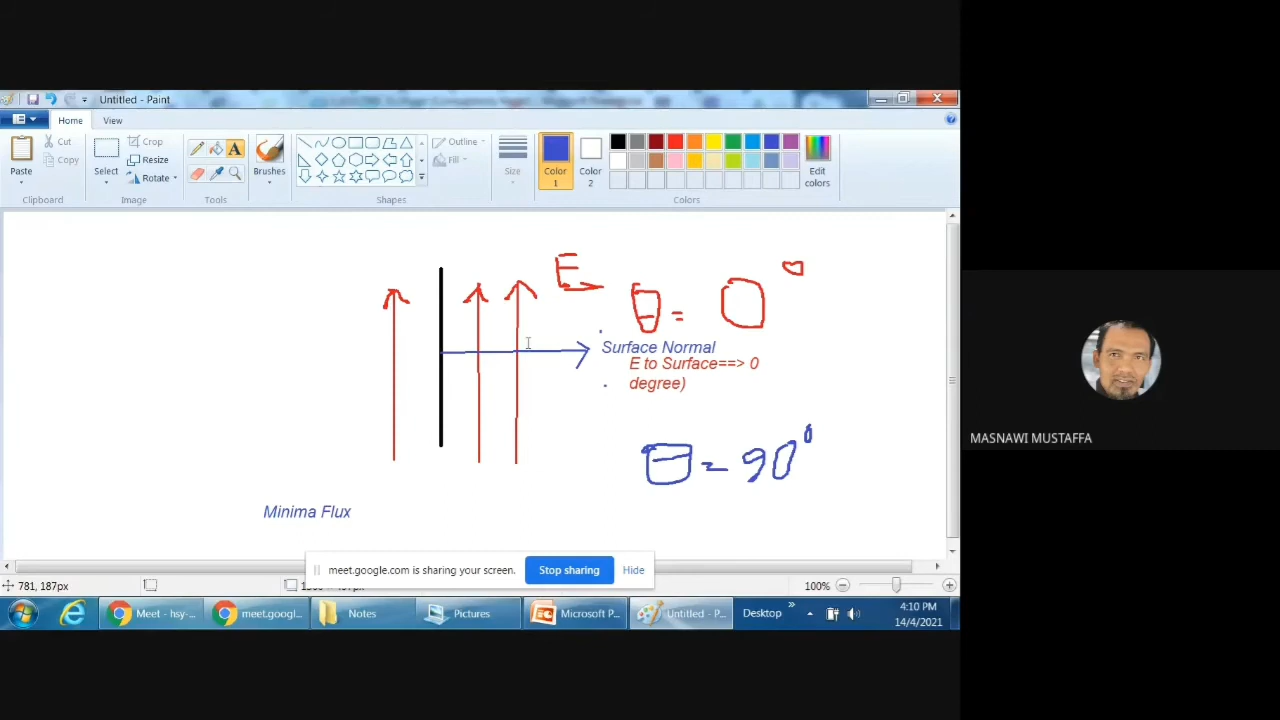 Untitled - Paint
Home View
Paste
Cut
Copy
Clipboard
Select
Crop
Resize
Rotate
Image
A
Tools
Brushes
Shapes
Outline
Fill
Size
Color 1
Color 2
Edit colors
Colors
E
θ = 0°
Surface Normal
E to Surface==> 0
degree)
θ = 90°
Minima Flux
MASNAWI MUSTAFFA
meet.google.com is sharing your screen. Stop sharing Hide
781, 187px
100%
Meet - hsy-... meet.googl... Notes Pictures Microsoft P... Untitled - P... Desktop
4:10 PM
14/4/2021